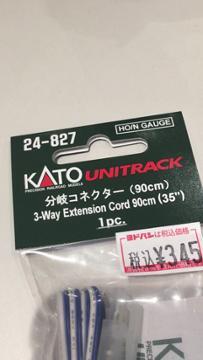 HO/N GAUGE
24-827
KATO UNITRACK
PRECISION RAILROAD MODELS
分岐コネクター（90cm）
3-Way Extension Cord 90cm (35")
1pc.
ヨドバシは税込価格
税込¥345
K
PRECIS